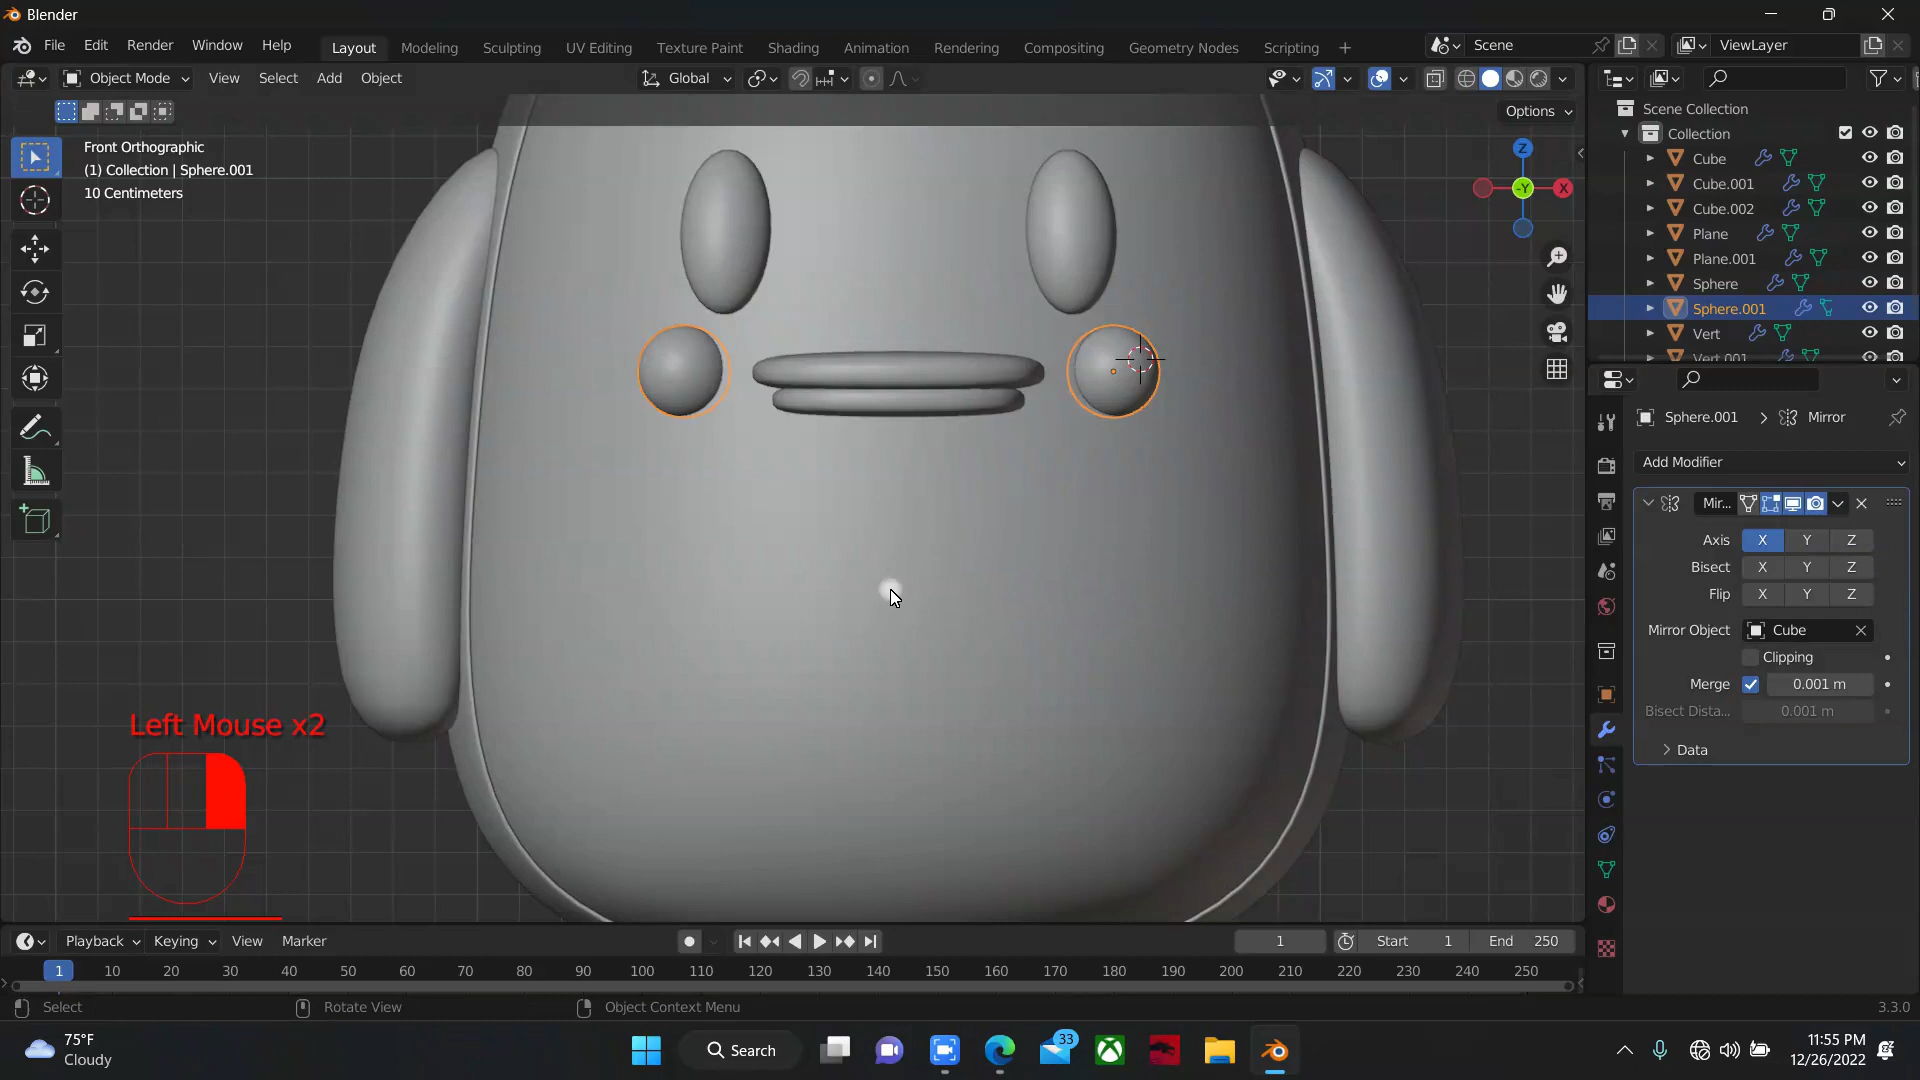 Blender
File Edit Render Window Help
Layout Modeling Sculpting UV Editing Texture Paint Shading Animation Rendering Compositing Geometry Nodes Scripting +
Scene
ViewLayer
Object Mode View Select Add Object
Global
Options
Front Orthographic
(1) Collection | Sphere.001
10 Centimeters
Z
-Y
X
Scene Collection
Collection
Cube
Cube.001
Cube.002
Plane
Plane.001
Sphere
Sphere.001
Vert
Vert.001
Sphere.001 > Mirror
Add Modifier
Mir...
Axis X Y Z
Bisect X Y Z
Flip X Y Z
Mirror Object Cube
Clipping
Merge 0.001 m
Bisect Dista... 0.001 m
Data
Left Mouse x2
Playback Keying View Marker
1
Start 1
End 250
1 10 20 30 40 50 60 70 80 90 100 110 120 130 140 150 160 170 180 190 200 210 220 230 240 250
Select Rotate View Object Context Menu
3.3.0
75°F
Cloudy
Search
33
11:55 PM
12/26/2022